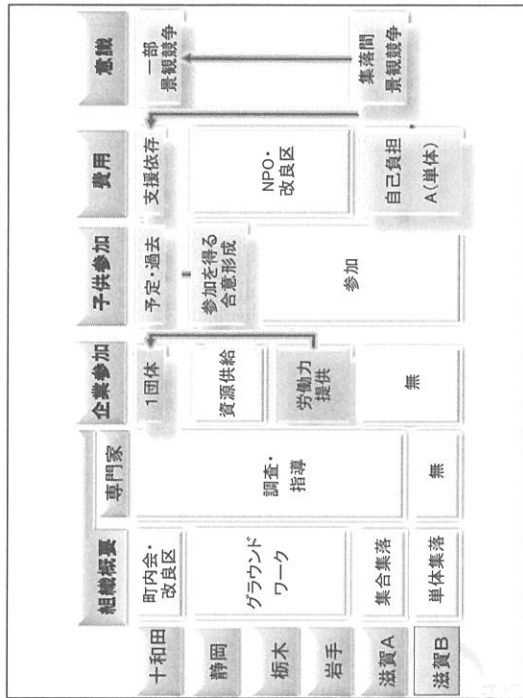 組織概要
専門家
企業参加
子供参加
費用
意識
十和田
町内会・
改良区
調査・
指導
1団体
予定・過去
支援依存
一部
景観競争
静岡
グラウンド
ワーク
資源供給
参加を得る
合意形成
NPO・
改良区
栃木
労働力
提供
参加
岩手
滋賀A
集合集落
無
自己負担
A(単体)
集落間
景観競争
滋賀B
単体集落
無